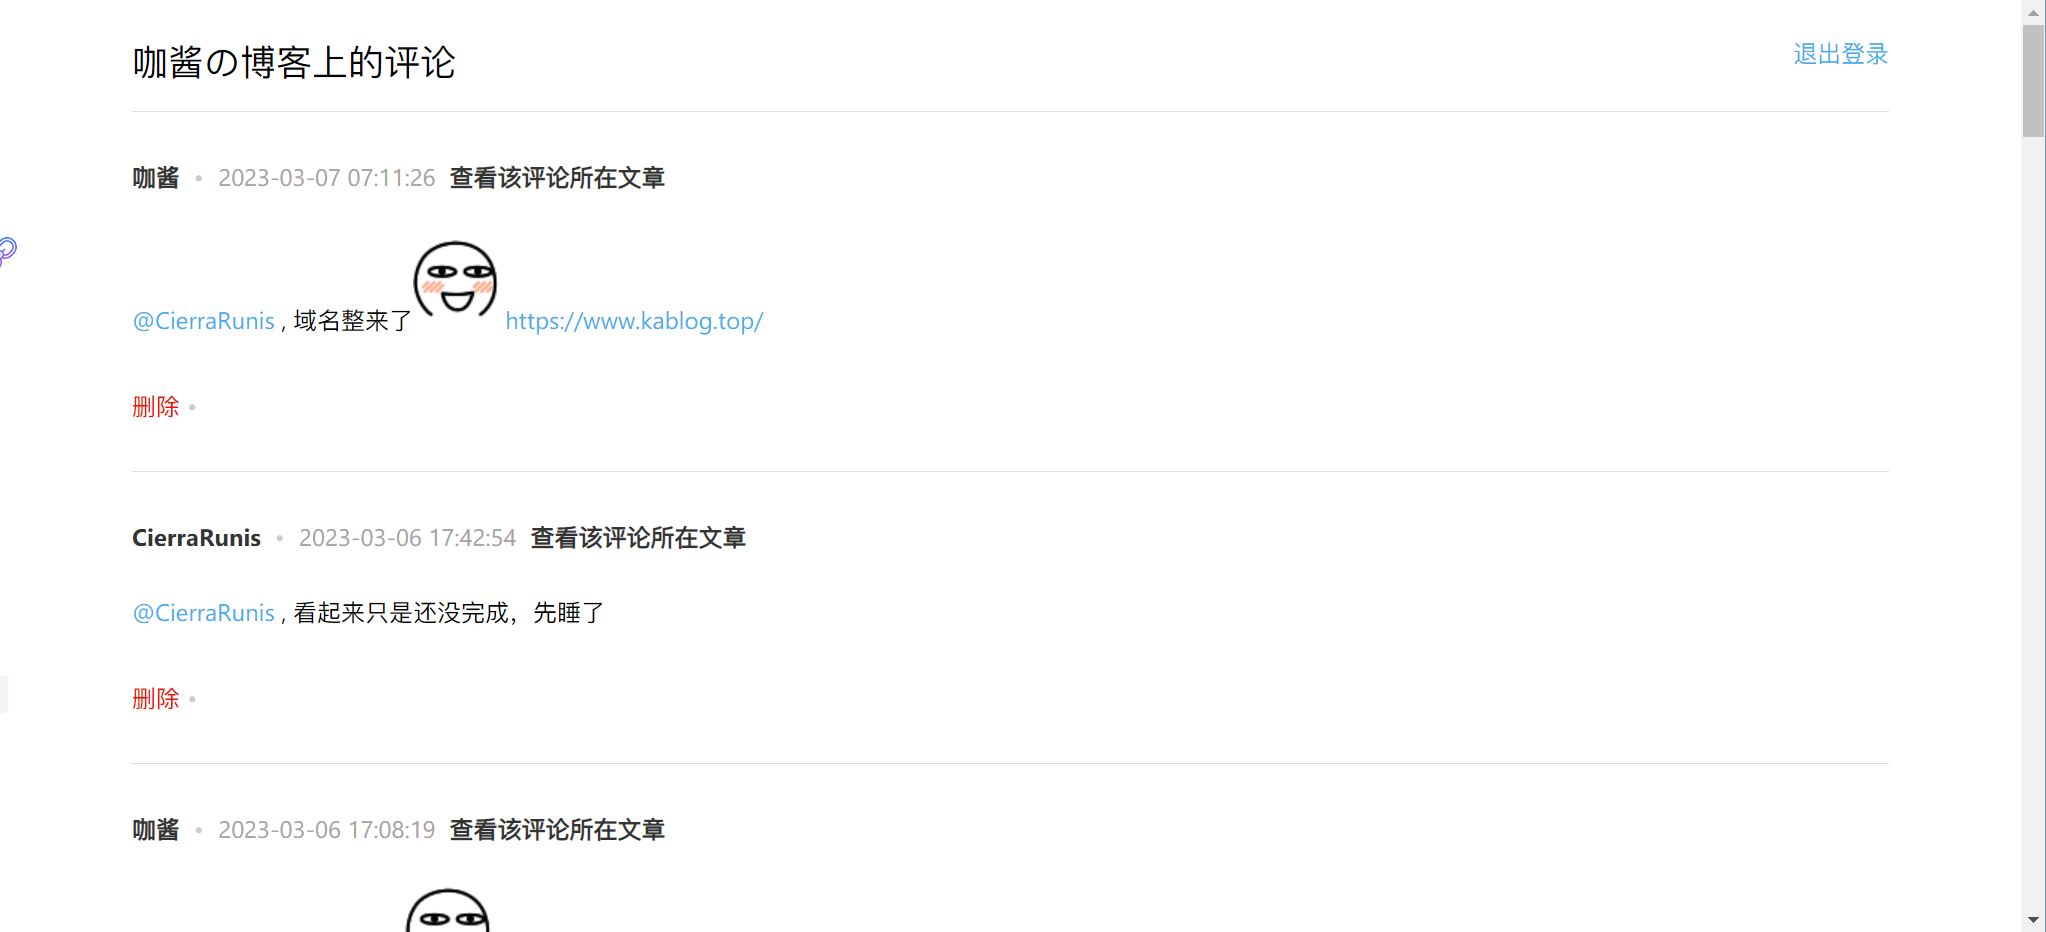 咖酱の博客上的评论
退出登录
咖酱 • 2023-03-07 07:11:26 查看该评论所在文章
@CierraRunis , 域名整来了 https://www.kablog.top/
删除 •
CierraRunis • 2023-03-06 17:42:54 查看该评论所在文章
@CierraRunis , 看起来只是还没完成，先睡了
删除 •
咖酱 • 2023-03-06 17:08:19 查看该评论所在文章